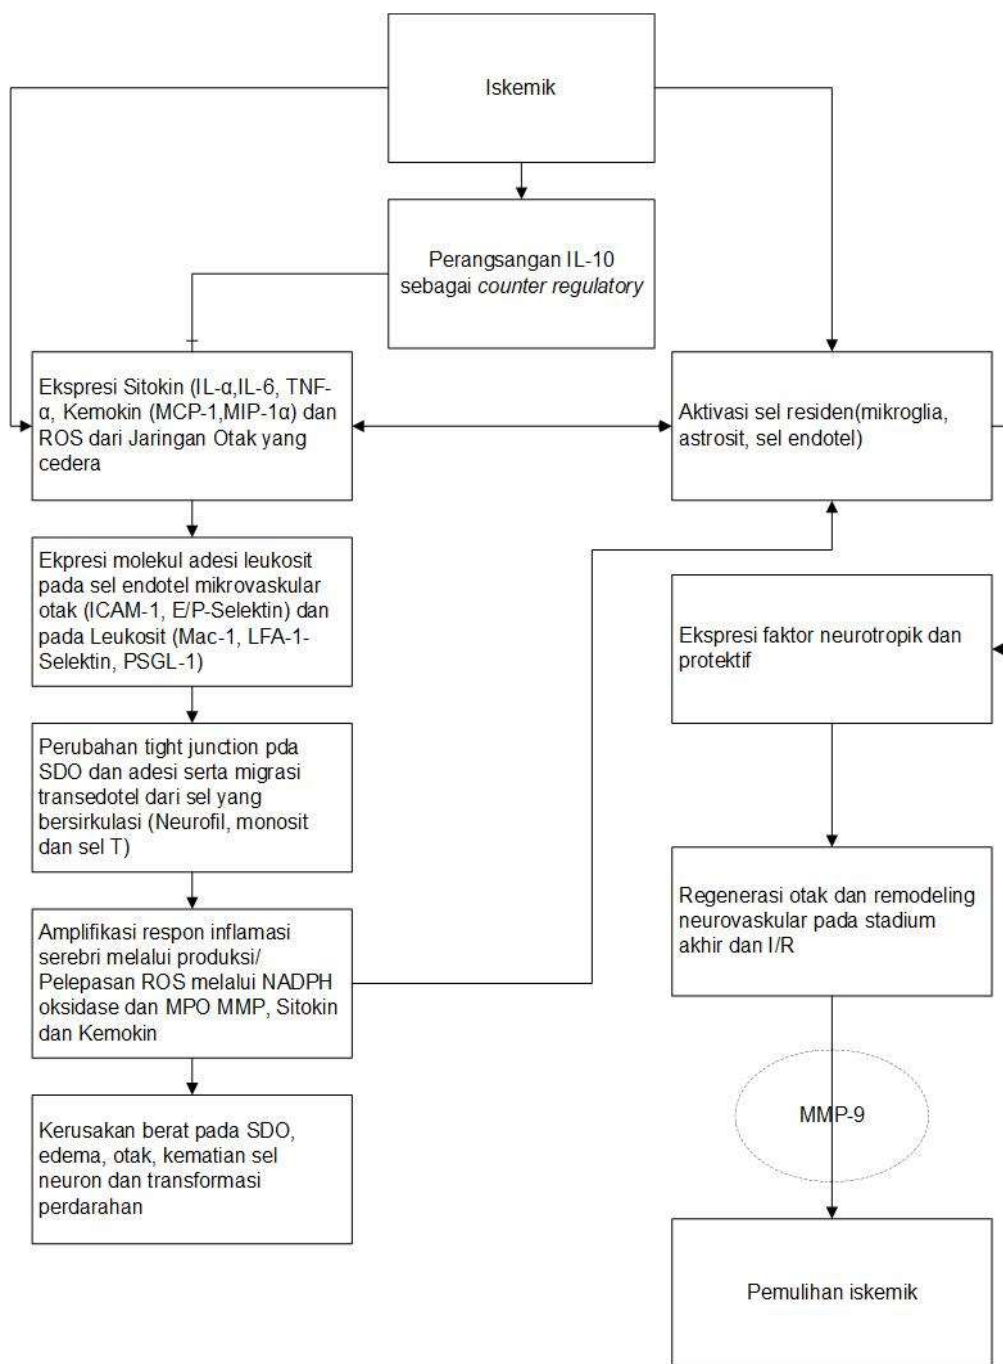 Iskemik
Perangsangan IL-10
sebagai counter regulatory
Ekspresi Sitokin (IL-α,IL-6, TNF-
α, Kemokin (MCP-1,MIP-1α) dan
ROS dari Jaringan Otak yang
cedera
Aktivasi sel residen(mikroglia,
astrosit, sel endotel)
Ekpresi molekul adesi leukosit
pada sel endotel mikrovaskular
otak (ICAM-1, E/P-Selektin) dan
pada Leukosit (Mac-1, LFA-1-
Selektin, PSGL-1)
Ekspresi faktor neurotropik dan
protektif
Perubahan tight junction pda
SDO dan adesi serta migrasi
transedotel dari sel yang
bersirkulasi (Neurofil, monosit
dan sel T)
Regenerasi otak dan remodeling
neurovaskular pada stadium
akhir dan I/R
Amplifikasi respon inflamasi
serebri melalui produksi/
Pelepasan ROS melalui NADPH
oksidase dan MPO MMP, Sitokin
dan Kemokin
MMP-9
Kerusakan berat pada SDO,
edema, otak, kematian sel
neuron dan transformasi
perdarahan
Pemulihan iskemik